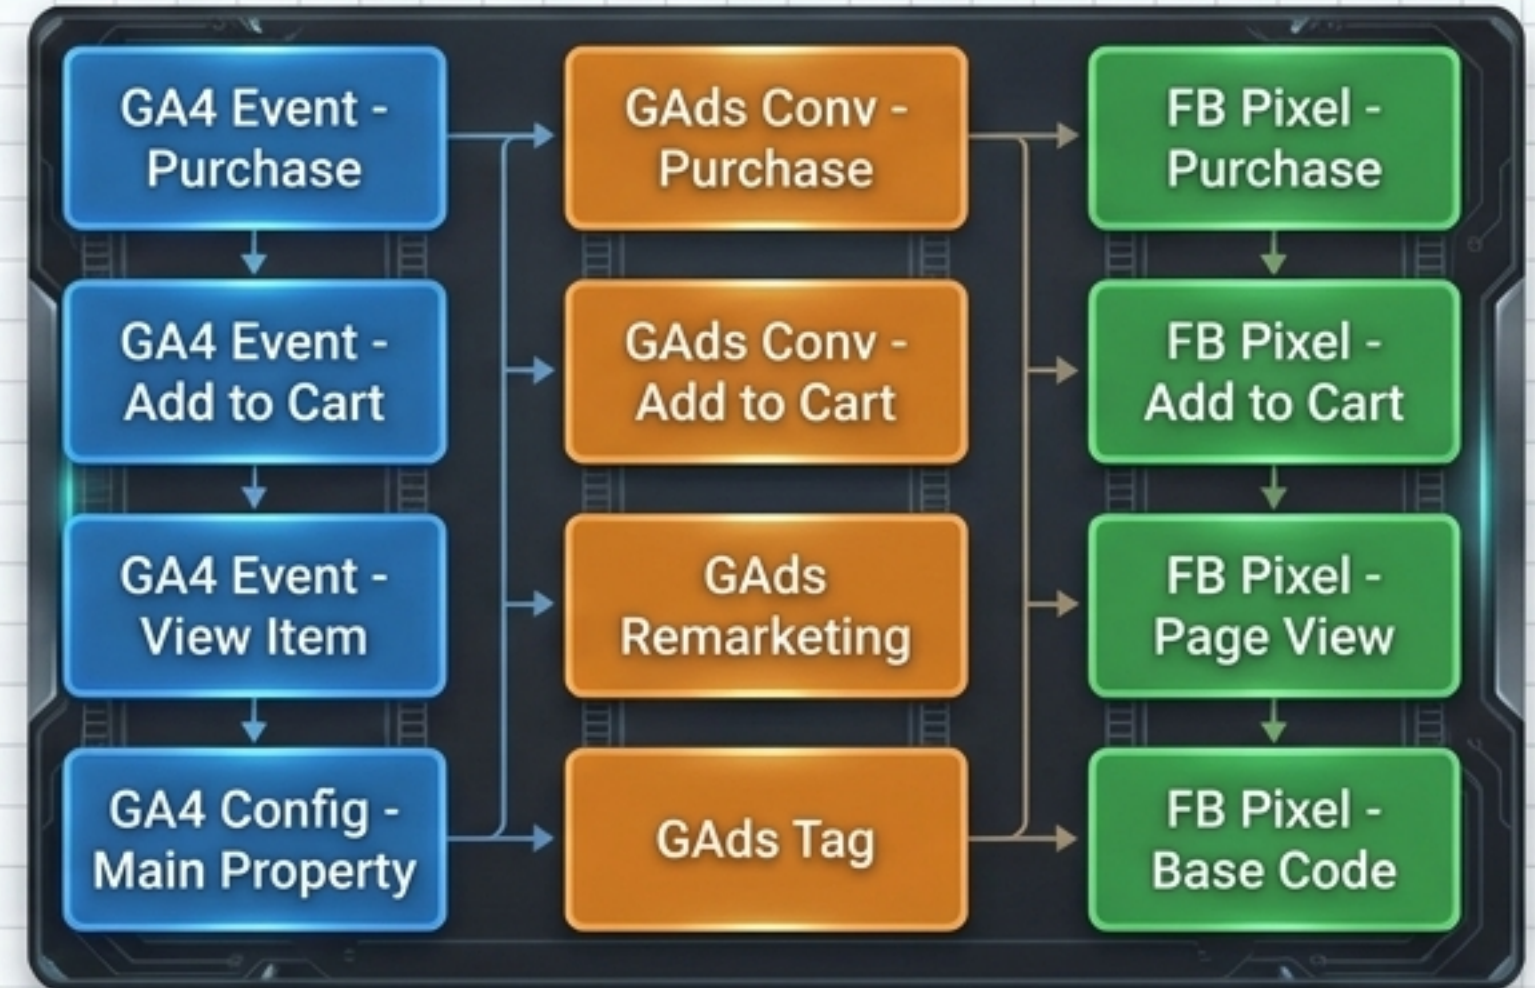 GA4 Event -
Purchase
GAds Conv -
Purchase
FB Pixel -
Purchase
GA4 Event -
Add to Cart
GAds Conv -
Add to Cart
FB Pixel -
Add to Cart
GA4 Event -
View Item
GAds
Remarketing
FB Pixel -
Page View
GA4 Config -
Main Property
GAds Tag
FB Pixel -
Base Code